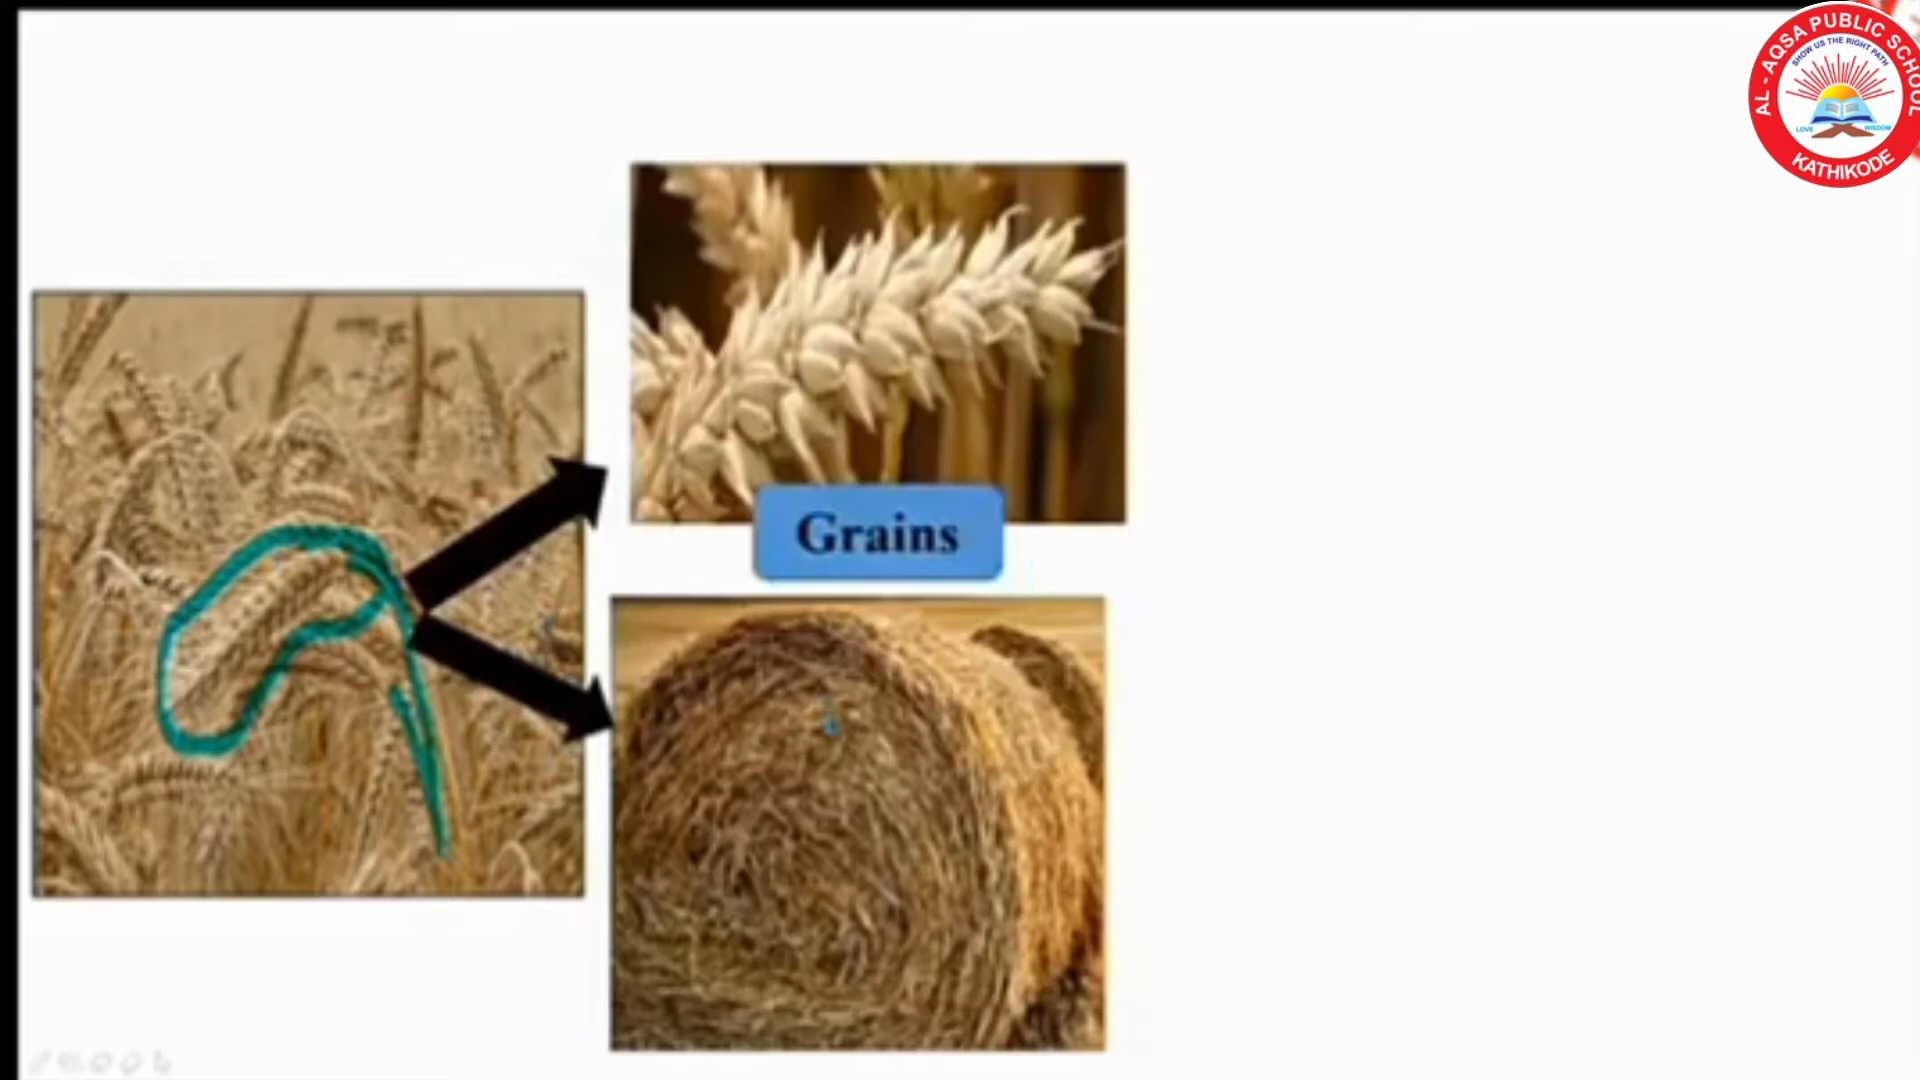 AL - AQSA PUBLIC SCHOOL
SHOW US THE RIGHT PATH
LOVE
WISDOM
KATHIKODE
Grains